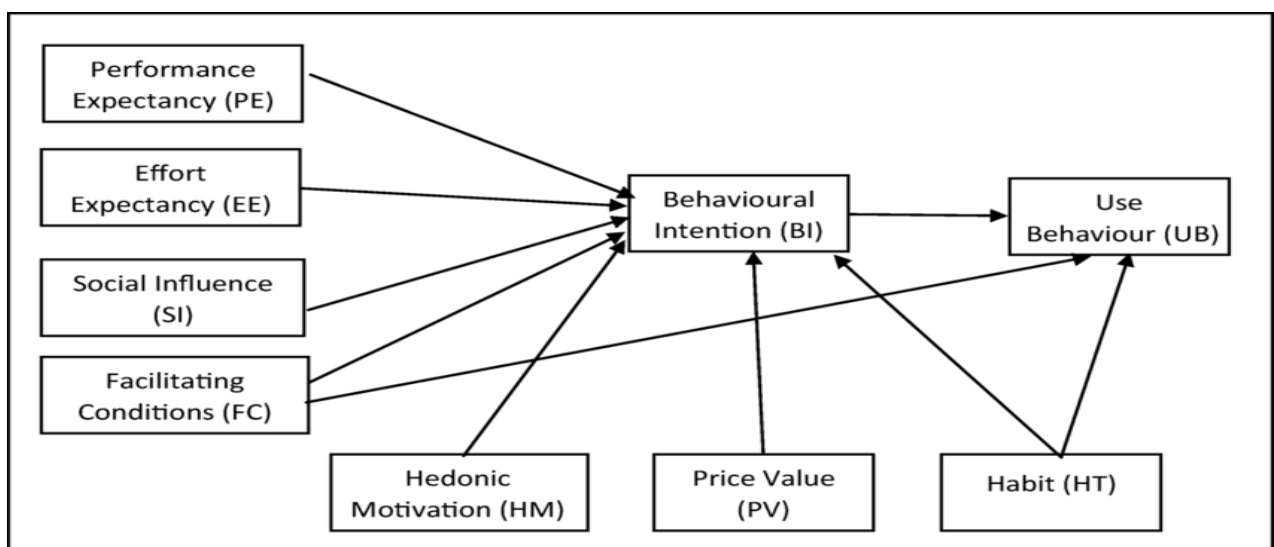 Performance
Expectancy (PE)
Effort
Expectancy (EE)
Social Influence
(SI)
Facilitating
Conditions (FC)
Behavioural
Intention (BI)
Use
Behaviour (UB)
Hedonic
Motivation (HM)
Price Value
(PV)
Habit (HT)